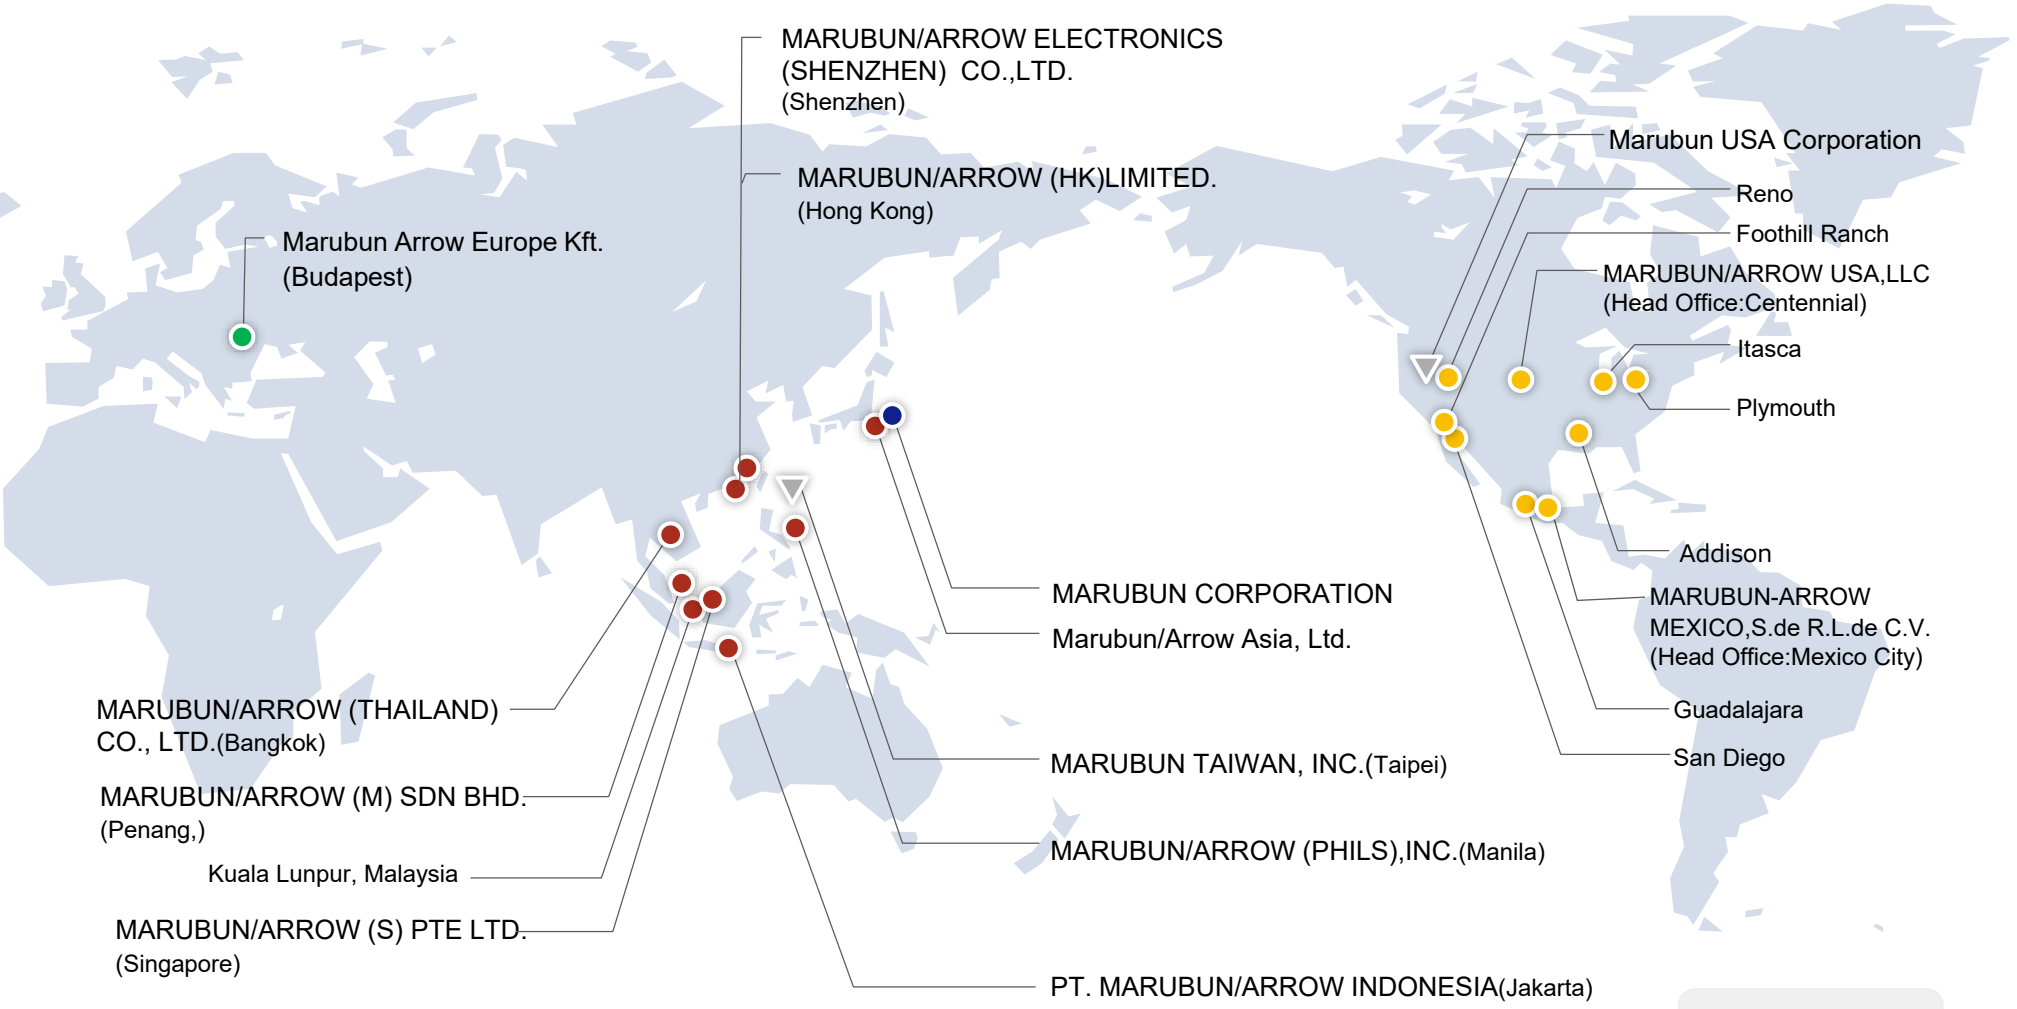 MARUBUN/ARROW ELECTRONICS
(SHENZHEN) CO.,LTD.
(Shenzhen)
MARUBUN/ARROW (HK)LIMITED.
(Hong Kong)
Marubun Arrow Europe Kft.
(Budapest)
Marubun USA Corporation
Reno
Foothill Ranch
MARUBUN/ARROW USA,LLC
(Head Office:Centennial)
Itasca
Plymouth
Addison
MARUBUN-ARROW
MEXICO,S.de R.L.de C.V.
(Head Office:Mexico City)
Guadalajara
San Diego
MARUBUN CORPORATION
Marubun/Arrow Asia, Ltd.
MARUBUN/ARROW (THAILAND)
CO., LTD.(Bangkok)
MARUBUN/ARROW (M) SDN BHD.
(Penang,)
Kuala Lunpur, Malaysia
MARUBUN/ARROW (S) PTE LTD.
(Singapore)
MARUBUN TAIWAN, INC.(Taipei)
MARUBUN/ARROW (PHILS),INC.(Manila)
PT. MARUBUN/ARROW INDONESIA(Jakarta)